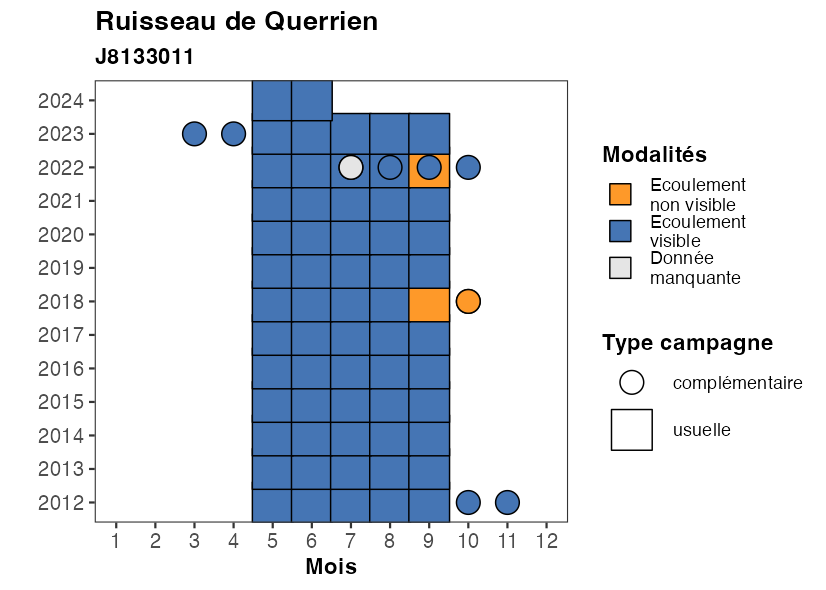 Ruisseau de Querrien
J8133011
2024
2023
2022
2021
2020
2019
2018
2017
2016
2015
2014
2013
2012
1 2 3 4 5 6 7 8 9 10 11 12
Mois
Modalités
Ecoulement
non visible
Ecoulement
visible
Donnée
manquante
Type campagne
complémentaire
usuelle